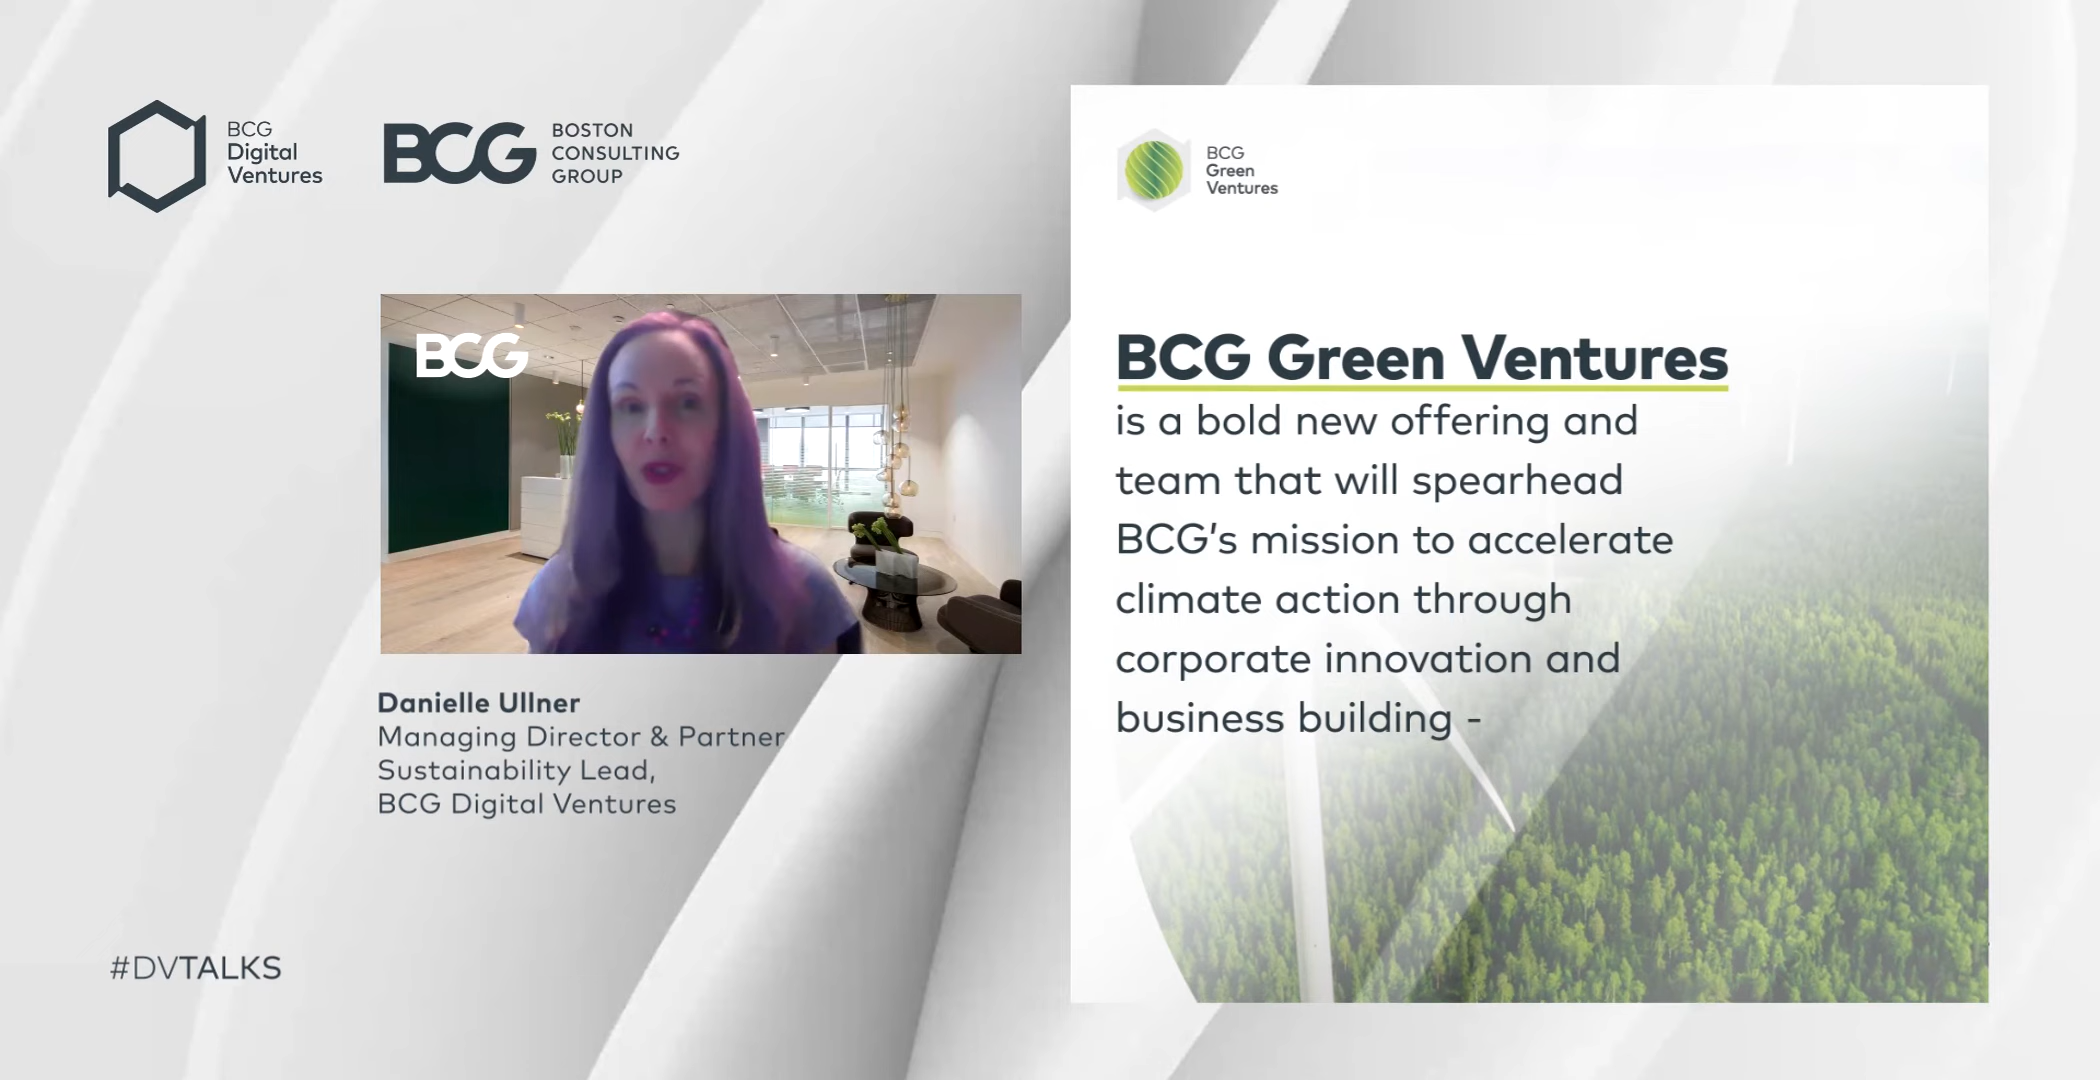 BCG
Digital
Ventures
BCG
BOSTON
CONSULTING
GROUP
BCG
Danielle Ullner
Managing Director & Partner
Sustainability Lead,
BCG Digital Ventures
#DVTALKS
BCG
Green
Ventures
BCG Green Ventures
is a bold new offering and
team that will spearhead
BCG's mission to accelerate
climate action through
corporate innovation and
business building -